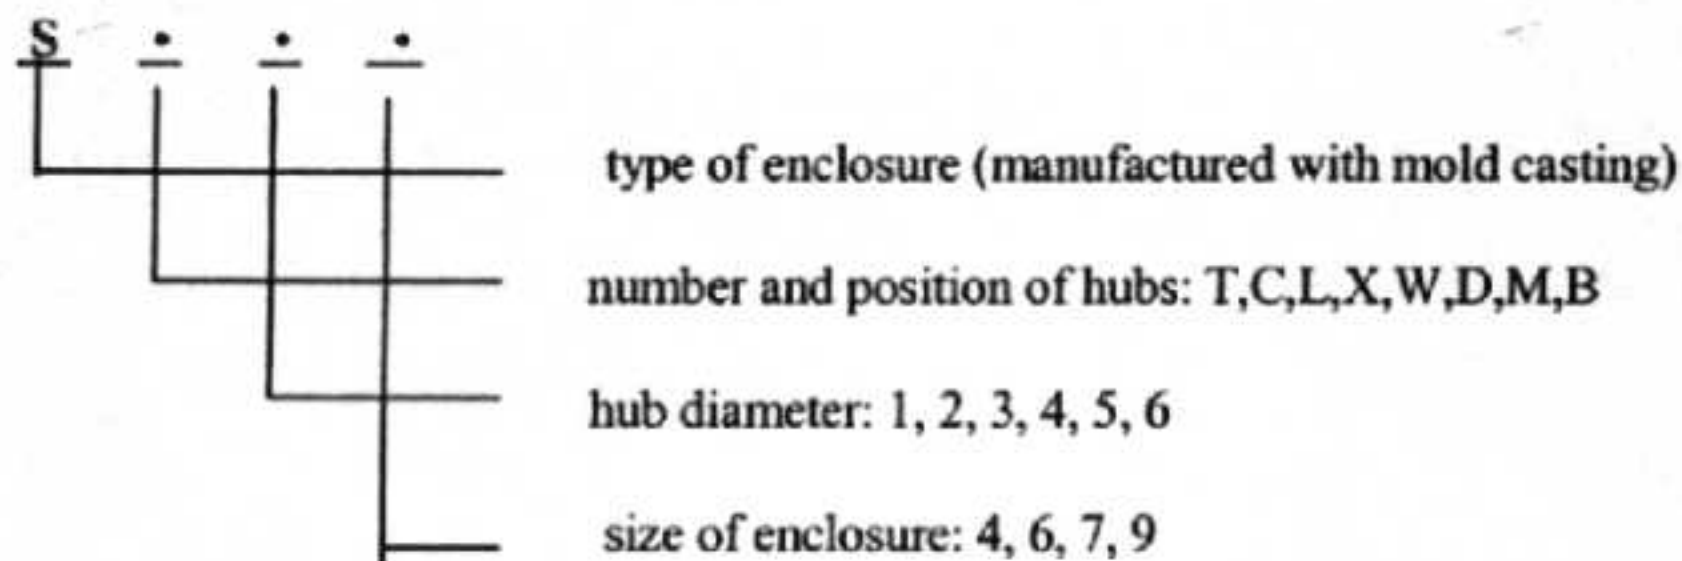 S • • •
type of enclosure (manufactured with mold casting)
number and position of hubs: T,C,L,X,W,D,M,B
hub diameter: 1, 2, 3, 4, 5, 6
size of enclosure: 4, 6, 7, 9